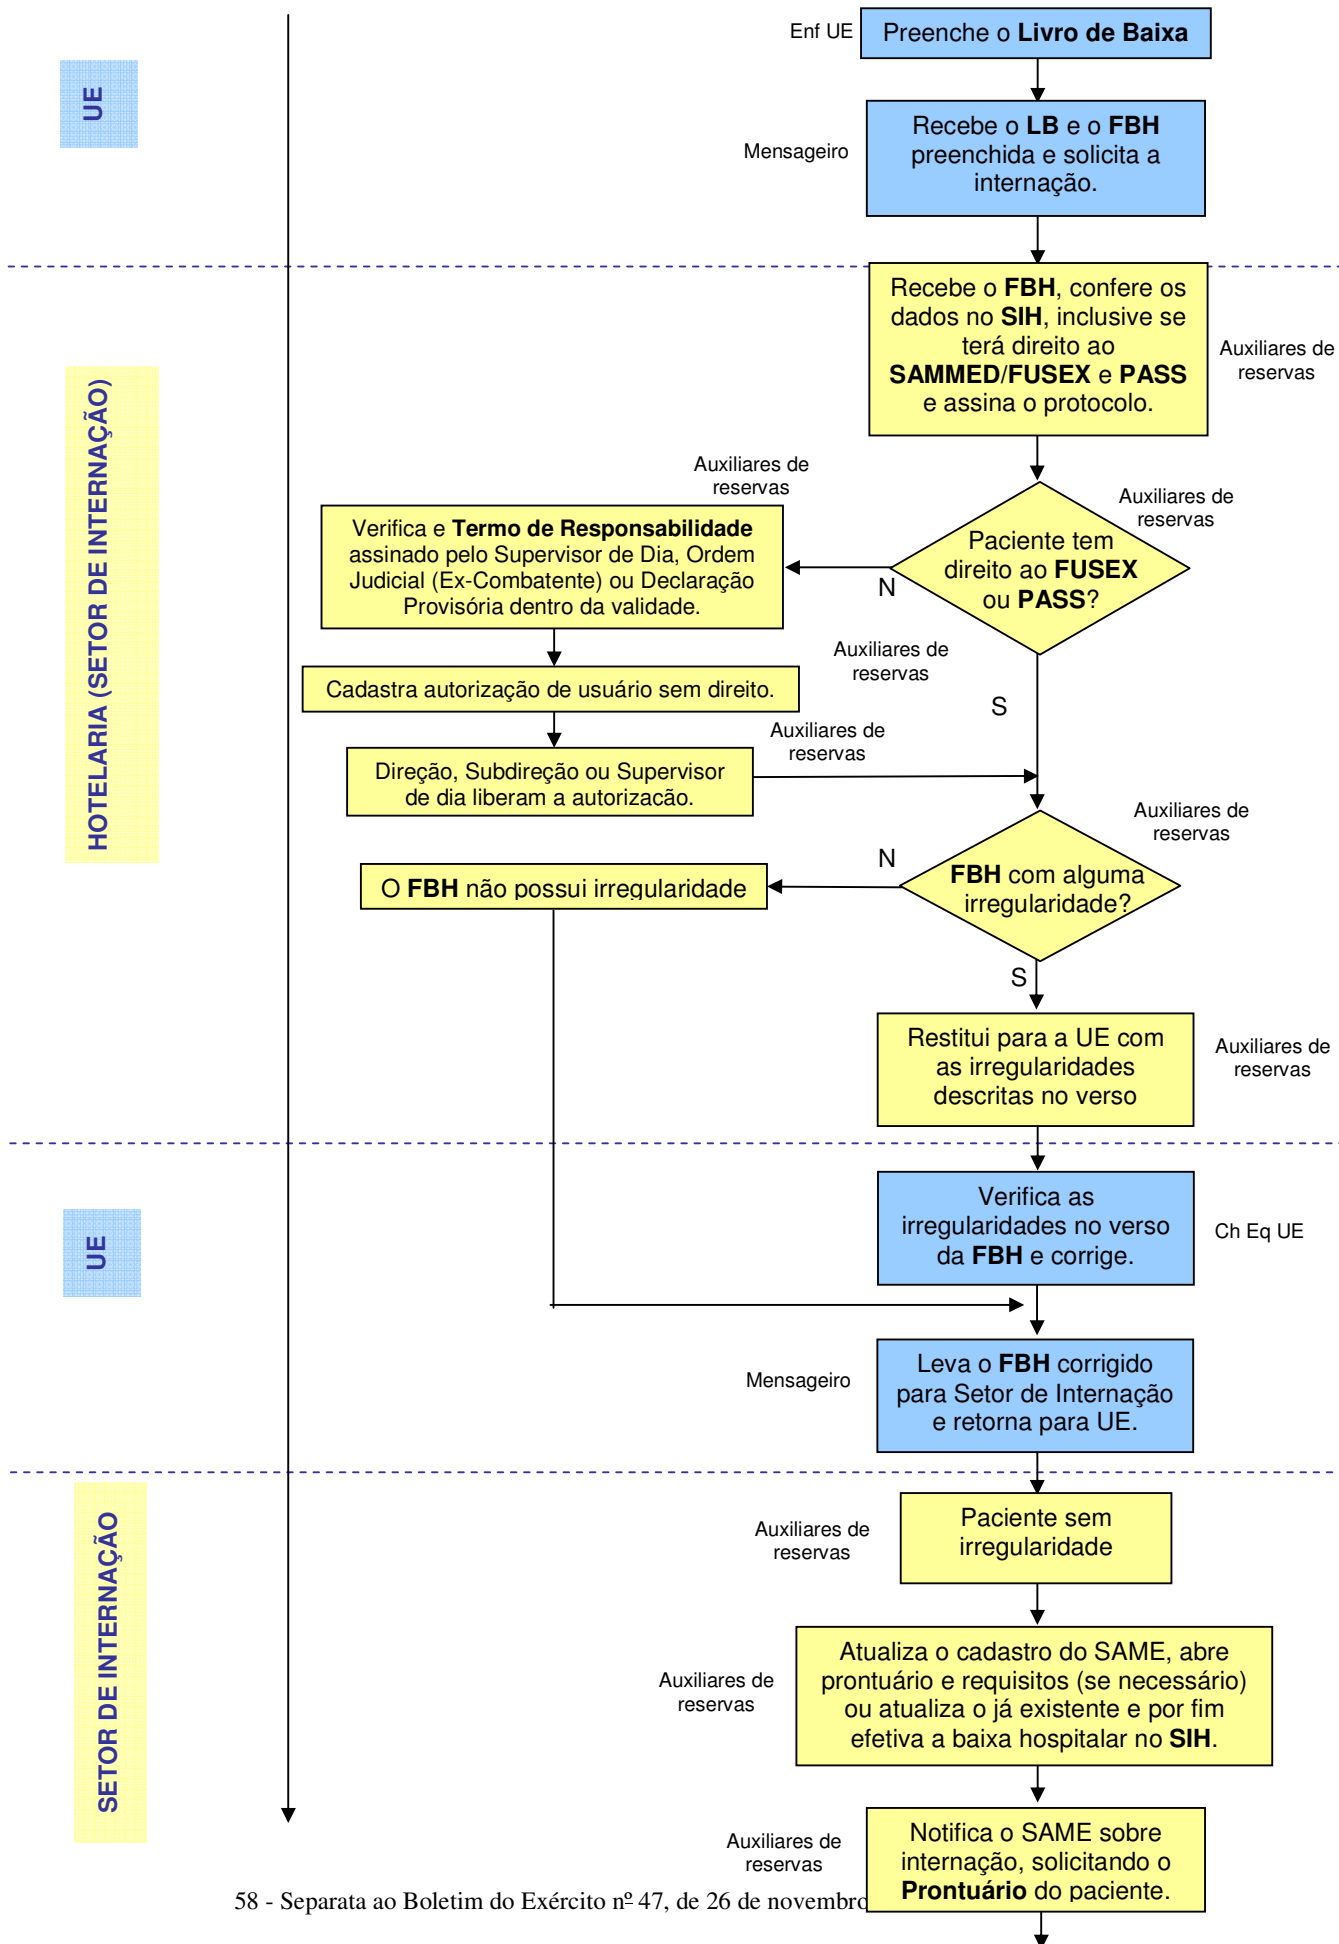 UE
Enf UE
Preenche o Livro de Baixa
Mensageiro
Recebe o LB e o FBH
preenchida e solicita a
internação.
HOTELARIA (SETOR DE INTERNAÇÃO)
Recebe o FBH, confere os
dados no SIH, inclusive se
terá direito ao
SAMMED/FUSEX e PASS
e assina o protocolo.
Auxiliares de
reservas
Auxiliares de
reservas
Auxiliares de
reservas
Paciente tem
direito ao FUSEX
ou PASS?
N
S
Verifica e Termo de Responsabilidade
assinado pelo Supervisor de Dia, Ordem
Judicial (Ex-Combatente) ou Declaração
Provisória dentro da validade.
Auxiliares de
reservas
Cadastra autorização de usuário sem direito.
Auxiliares de
reservas
Direção, Subdireção ou Supervisor
de dia liberam a autorizacão.
Auxiliares de
reservas
FBH com alguma
irregularidade?
N
O FBH não possui irregularidade
S
Restitui para a UE com
as irregularidades
descritas no verso
Auxiliares de
reservas
UE
Verifica as
irregularidades no verso
da FBH e corrige.
Ch Eq UE
Mensageiro
Leva o FBH corrigido
para Setor de Internação
e retorna para UE.
SETOR DE INTERNAÇÃO
Auxiliares de
reservas
Paciente sem
irregularidade
Auxiliares de
reservas
Atualiza o cadastro do SAME, abre
prontuário e requisitos (se necessário)
ou atualiza o já existente e por fim
efetiva a baixa hospitalar no SIH.
Auxiliares de
reservas
Notifica o SAME sobre
internação, solicitando o
Prontuário do paciente.
58 - Separata ao Boletim do Exército nº 47, de 26 de novembro